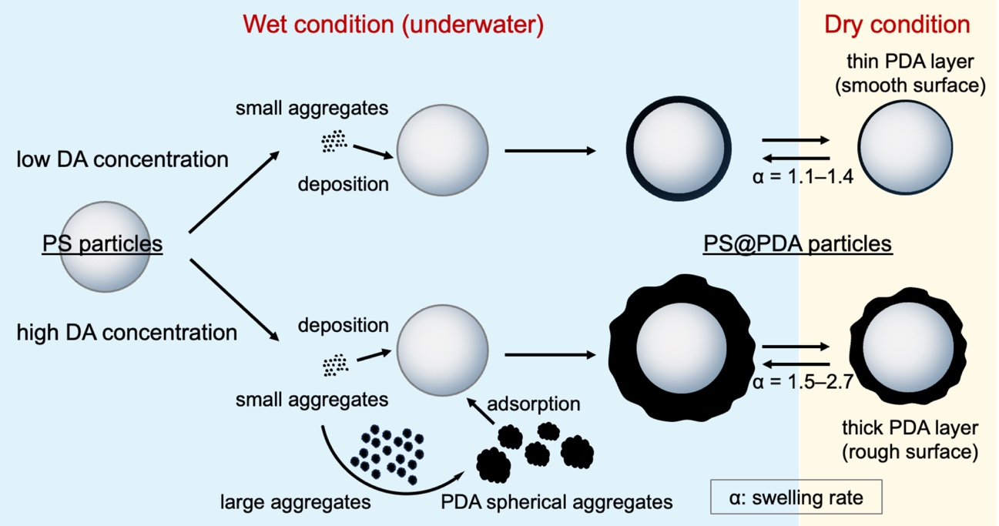 Wet condition (underwater)
Dry condition
thin PDA layer
(smooth surface)
small aggregates
low DA concentration
deposition
α = 1.1–1.4
PS particles
PS@PDA particles
high DA concentration
deposition
small aggregates
adsorption
α = 1.5–2.7
thick PDA layer
(rough surface)
large aggregates
PDA spherical aggregates
α: swelling rate